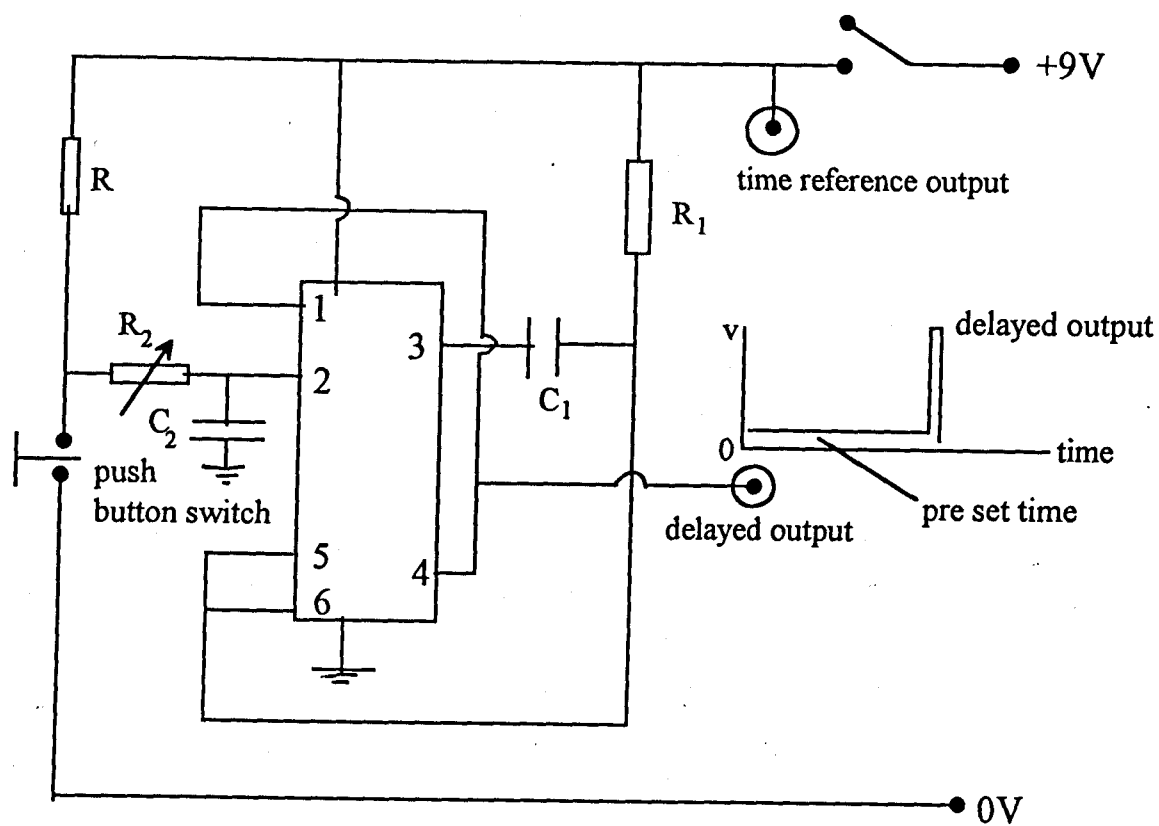 +9V
time reference output
R
R1
1
R2
3
v
delayed output
2
C1
C2
0
time
push
button switch
pre set time
delayed output
5
4
6
0V